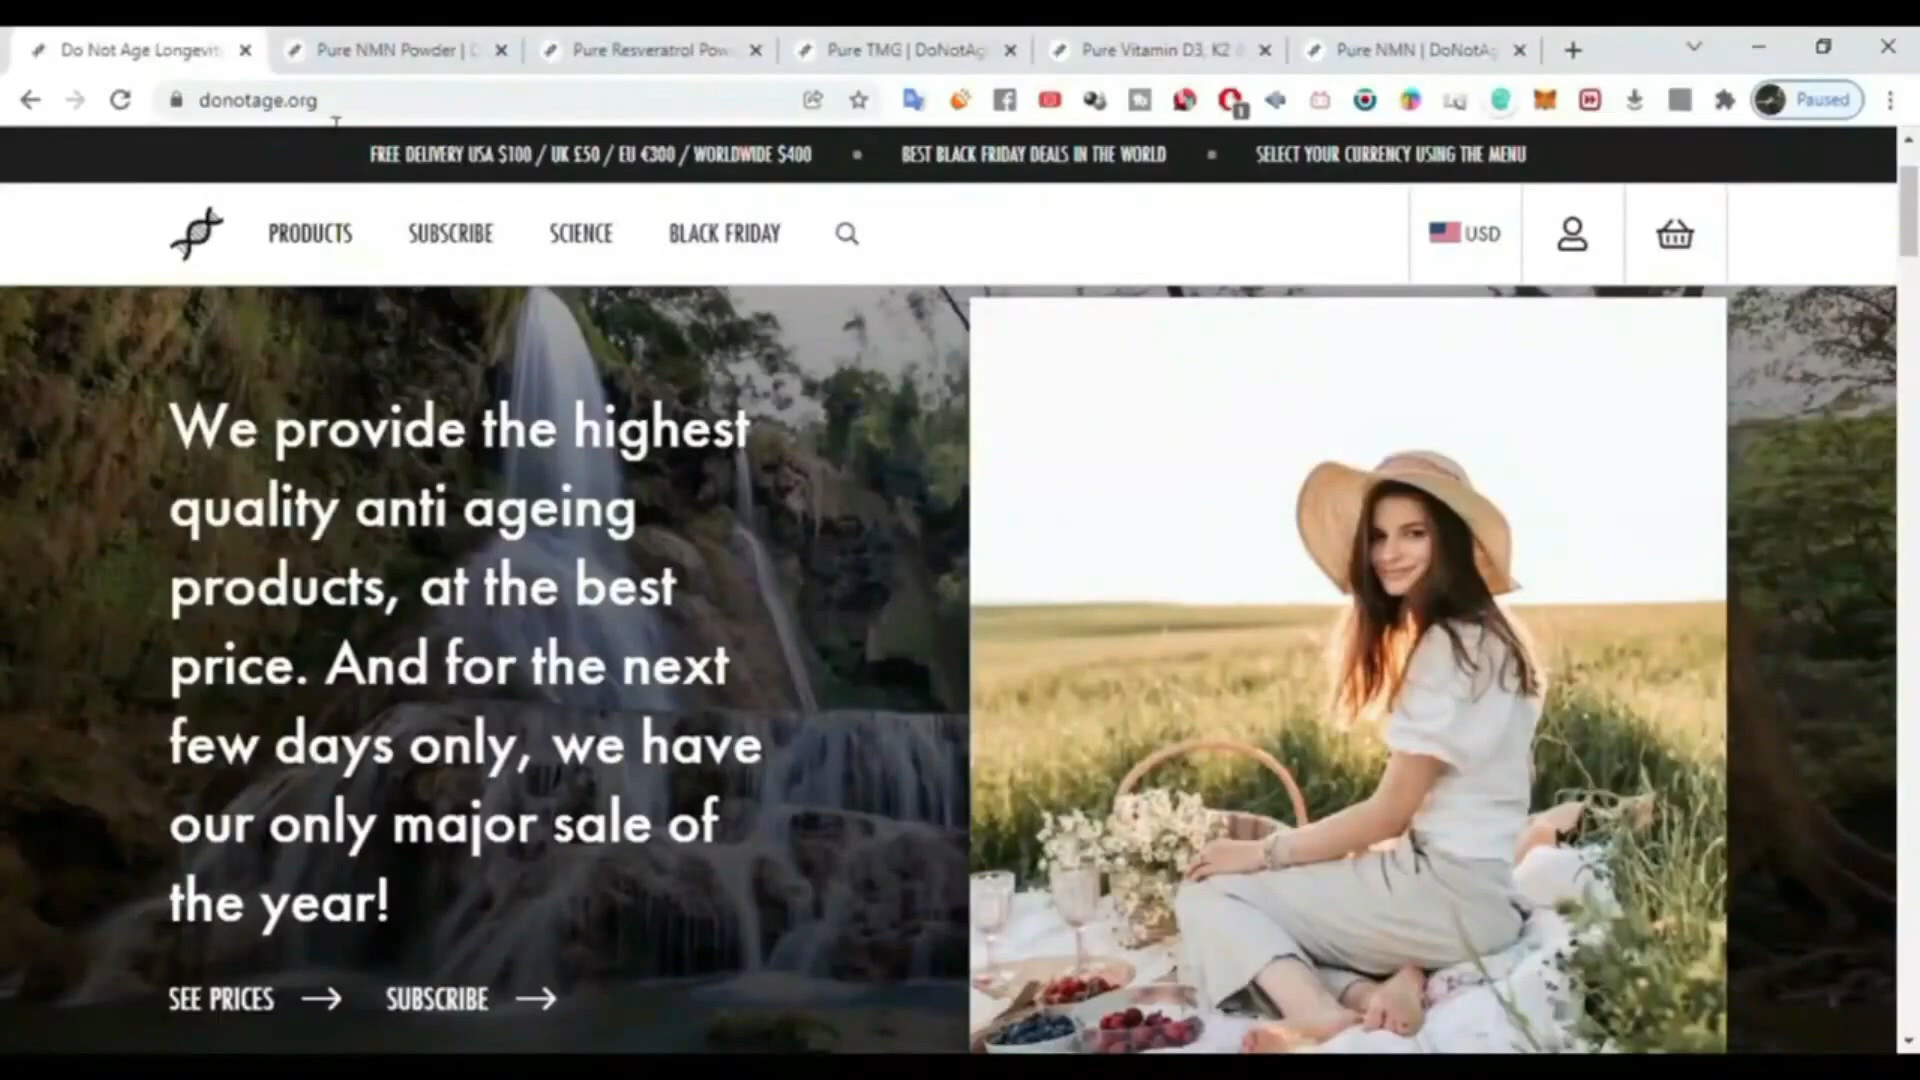 Do Not Age Longevit
Pure NMN Powder |
Pure Resveratrol Pow
Pure TMG | DoNotAg
Pure Vitamin D3, K2
Pure NMN | DoNotA
donotage.org
1
Paused
FREE DELIVERY USA $100 / UK £50 / EU €300 / WORLDWIDE $400
BEST BLACK FRIDAY DEALS IN THE WORLD
SELECT YOUR CURRENCY USING THE MENU
PRODUCTS
SUBSCRIBE
SCIENCE
BLACK FRIDAY
USD
We provide the highest
quality anti ageing
products, at the best
price. And for the next
few days only, we have
our only major sale of
the year!
SEE PRICES
SUBSCRIBE